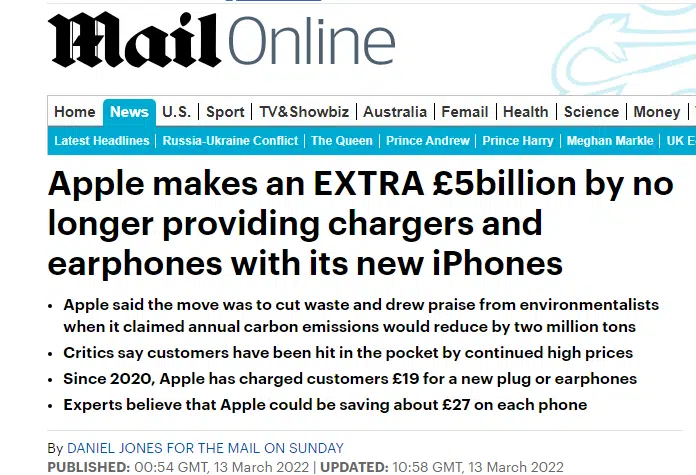 Mail Online
Home | News | U.S. | Sport | TV&Showbiz | Australia | Femail | Health | Science | Money |
Latest Headlines | Russia-Ukraine Conflict | The Queen | Prince Andrew | Prince Harry | Meghan Markle | UK
Apple makes an EXTRA £5billion by no
longer providing chargers and
earphones with its new iPhones
• Apple said the move was to cut waste and drew praise from environmentalists
when it claimed annual carbon emissions would reduce by two million tons
• Critics say customers have been hit in the pocket by continued high prices
• Since 2020, Apple has charged customers £19 for a new plug or earphones
• Experts believe that Apple could be saving about £27 on each phone
By DANIEL JONES FOR THE MAIL ON SUNDAY
PUBLISHED: 00:54 GMT, 13 March 2022 | UPDATED: 10:58 GMT, 13 March 2022